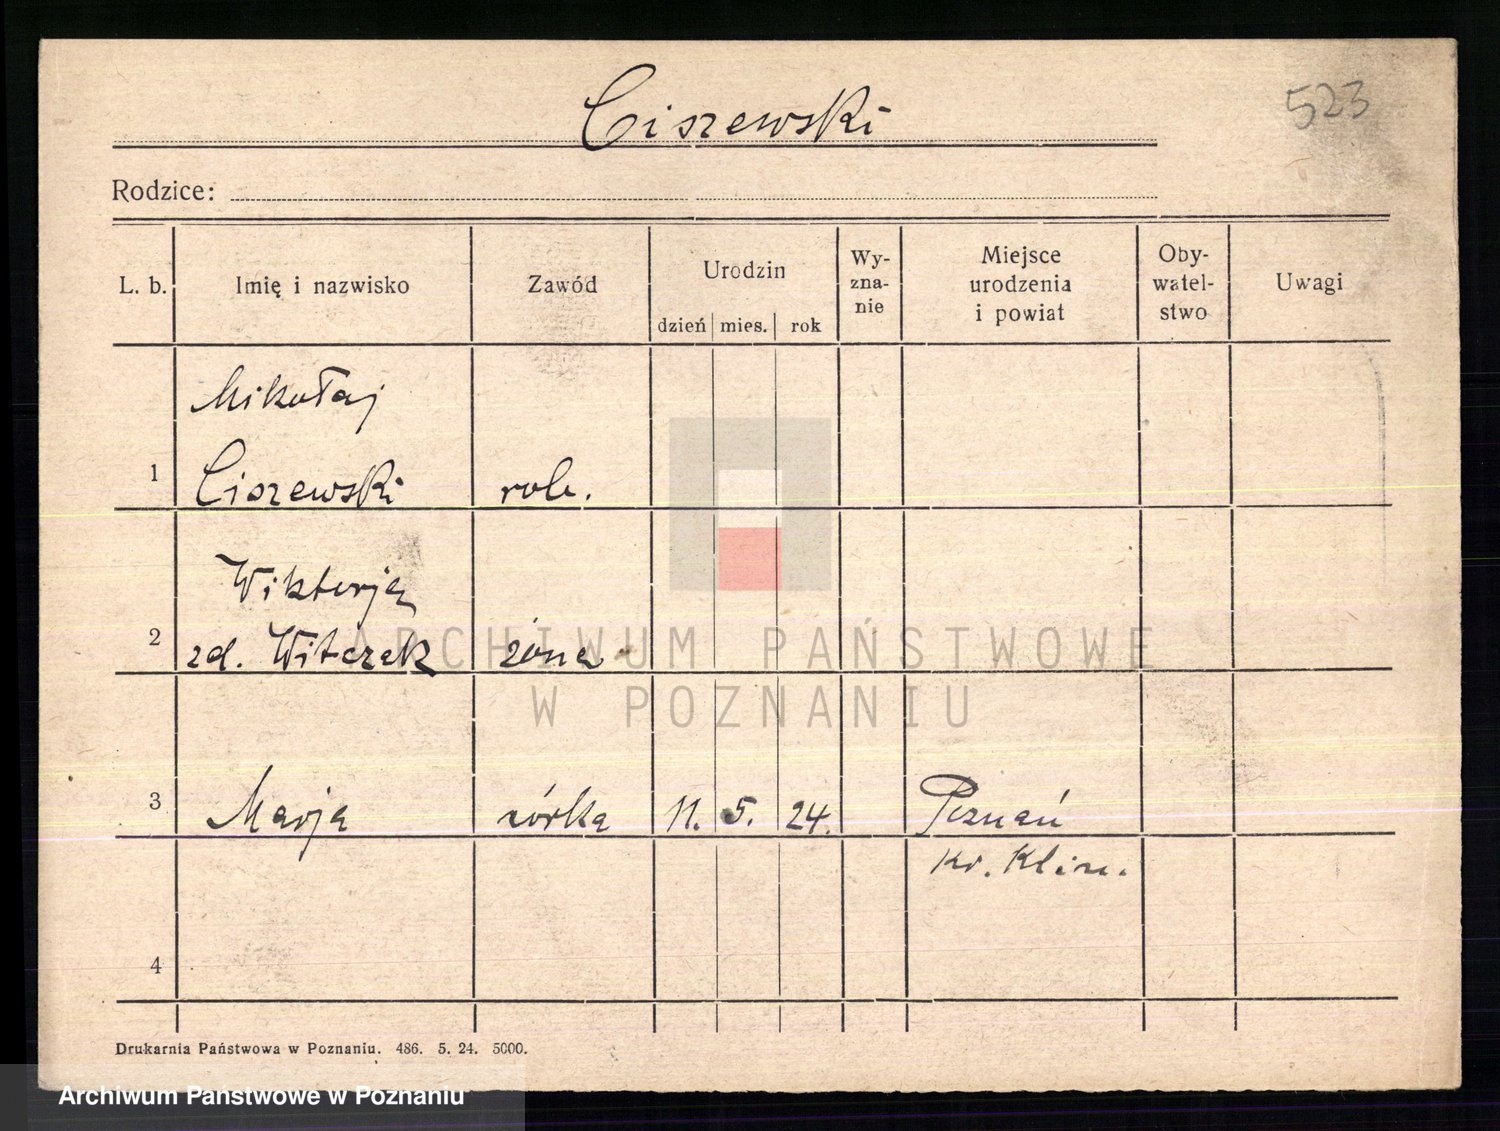 Ciszewski
523
Rodzice:
L. b.
Imię i nazwisko
Zawód
Urodzin
dzień mies. rok
Wy-
zna-
nie
Miejsce
urodzenia
i powiat
Oby-
watel-
stwo
Uwagi
Mikołaj
1 Ciszewski rob.
Wiktorja
2 zd. Witczak żona
3 Marja córka 11. 5. 24. Poznań
Kr. Klin.
4
ARCHIWUM PAŃSTWOWE
W POZNANIU
Drukarnia Państwowa w Poznaniu. 486. 5. 24. 5000.
Archiwum Państwowe w Poznaniu